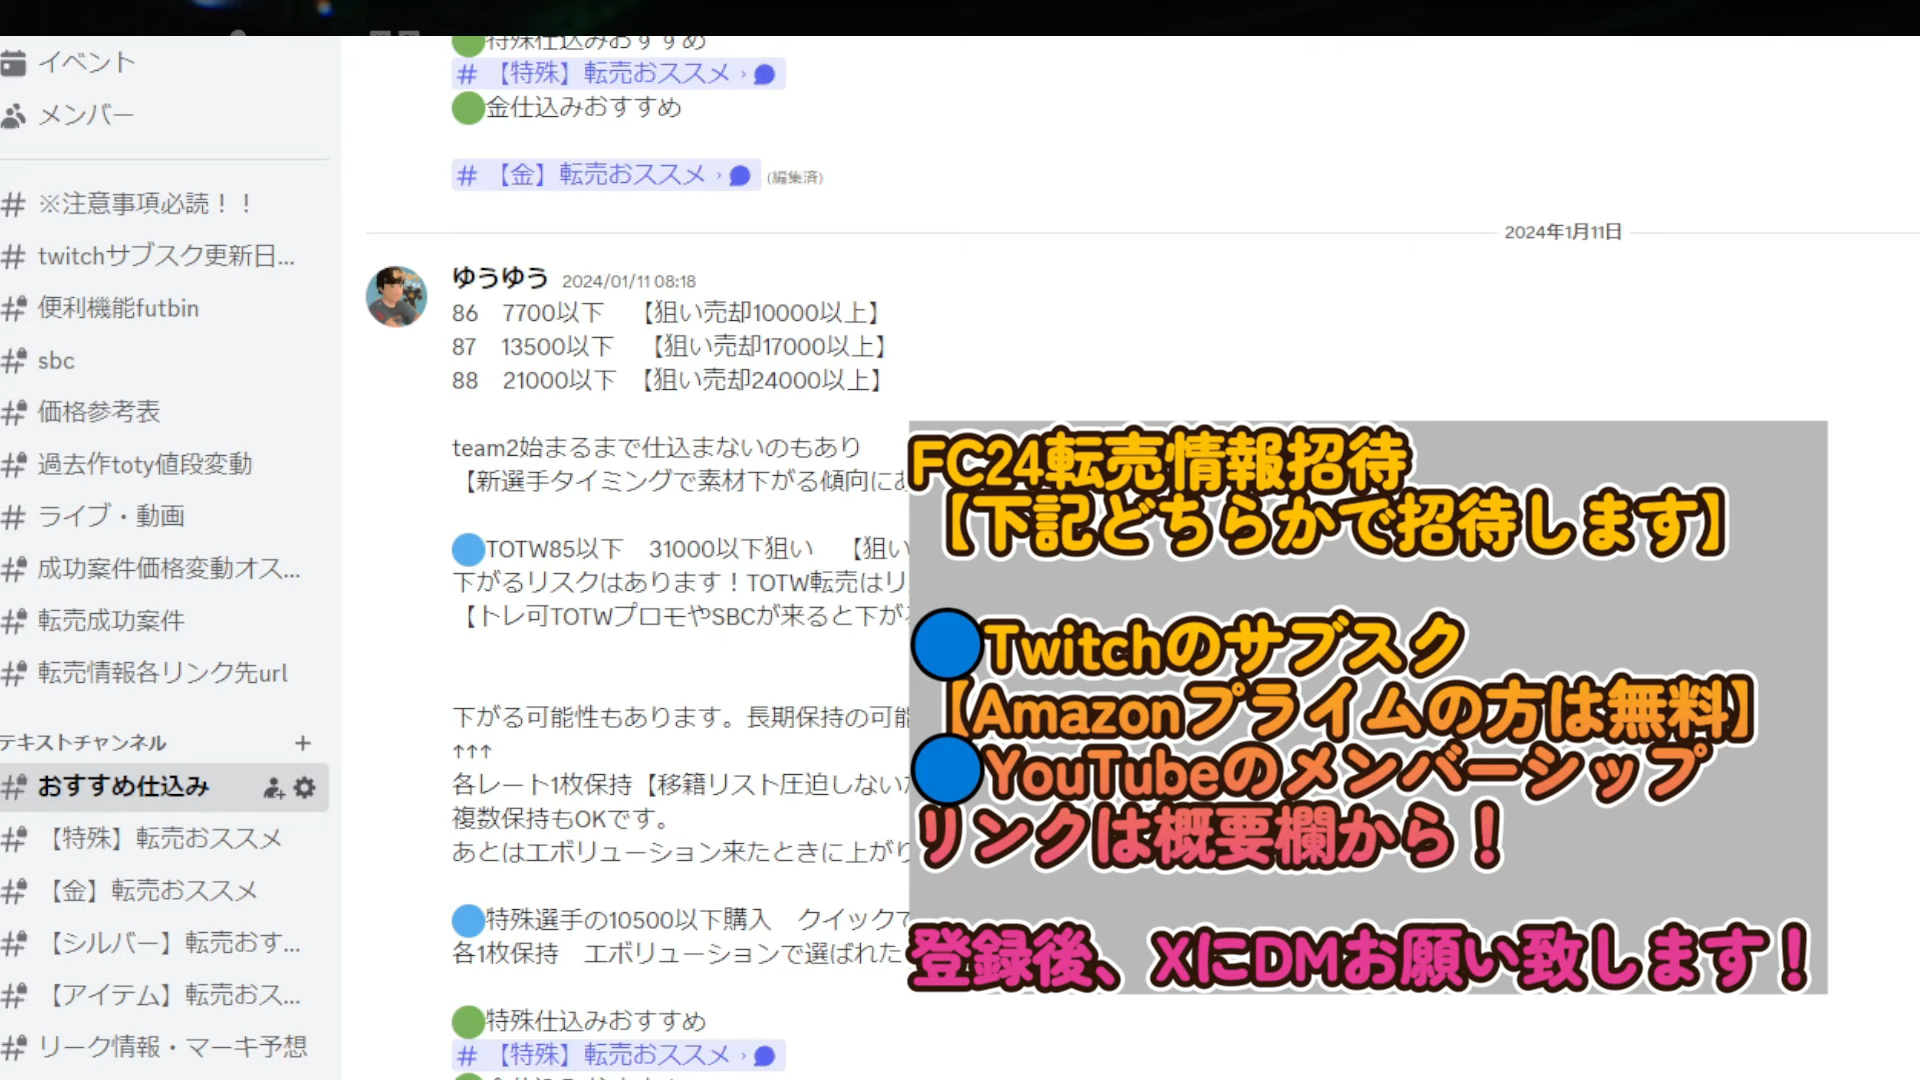 イベント
メンバー
※注意事項必読！！
twitchサブスク更新日...
便利機能futbin
sbc
価格参考表
過去作toty値段変動
ライブ・動画
成功案件価格変動オス...
転売成功案件
転売情報各リンク先url
テキストチャンネル
おすすめ仕込み
【特殊】転売おススメ
【金】転売おススメ
【シルバー】転売おす...
【アイテム】転売おス...
リーク情報・マーキ予想
特殊仕込みおすすめ
# 【特殊】転売おススメ ›
金仕込みおすすめ
# 【金】転売おススメ › (編集済)
2024年1月11日
ゆうゆう 2024/01/11 08:18
86 7700以下 【狙い売却10000以上】
87 13500以下 【狙い売却17000以上】
88 21000以下 【狙い売却24000以上】
team2始まるまで仕込まないのもあり
【新選手タイミングで素材下がる傾向に
TOTW85以下 31000以下狙い 【狙い
下がるリスクはあります！TOTW転売はリ
【トレ可TOTWプロモやSBCが来ると下が
下がる可能性もあります。長期保持の可能
↑↑↑
各レート1枚保持【移籍リスト圧迫しない
複数保持もOKです。
あとはエボリューション来たときに上がり
特殊選手の10500以下購入 クイックで
各1枚保持 エボリューションで選ばれた
特殊仕込みおすすめ
# 【特殊】転売おススメ ›
FC24転売情報招待
【下記どちらかで招待します】
Twitchのサブスク
【Amazonプライムの方は無料】
YouTubeのメンバーシップ
リンクは概要欄から！
登録後、XにDMお願い致します！